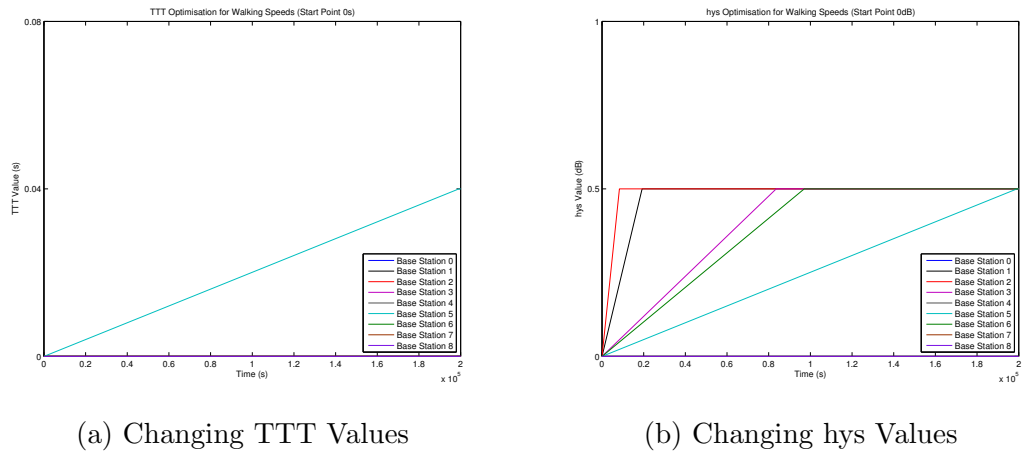 TTT Optimisation for Walking Speeds (Start Point 0s)
0.08
0.04
0
TTT Value (s)
0 0.2 0.4 0.6 0.8 1 1.2 1.4 1.6 1.8 2
x 10^5
Time (s)
Base Station 0
Base Station 1
Base Station 2
Base Station 3
Base Station 4
Base Station 5
Base Station 6
Base Station 7
Base Station 8
(a) Changing TTT Values
hys Optimisation for Walking Speeds (Start Point 0dB)
1
0.5
0
hys Value (dB)
0 0.2 0.4 0.6 0.8 1 1.2 1.4 1.6 1.8 2
x 10^5
Time (s)
Base Station 0
Base Station 1
Base Station 2
Base Station 3
Base Station 4
Base Station 5
Base Station 6
Base Station 7
Base Station 8
(b) Changing hys Values